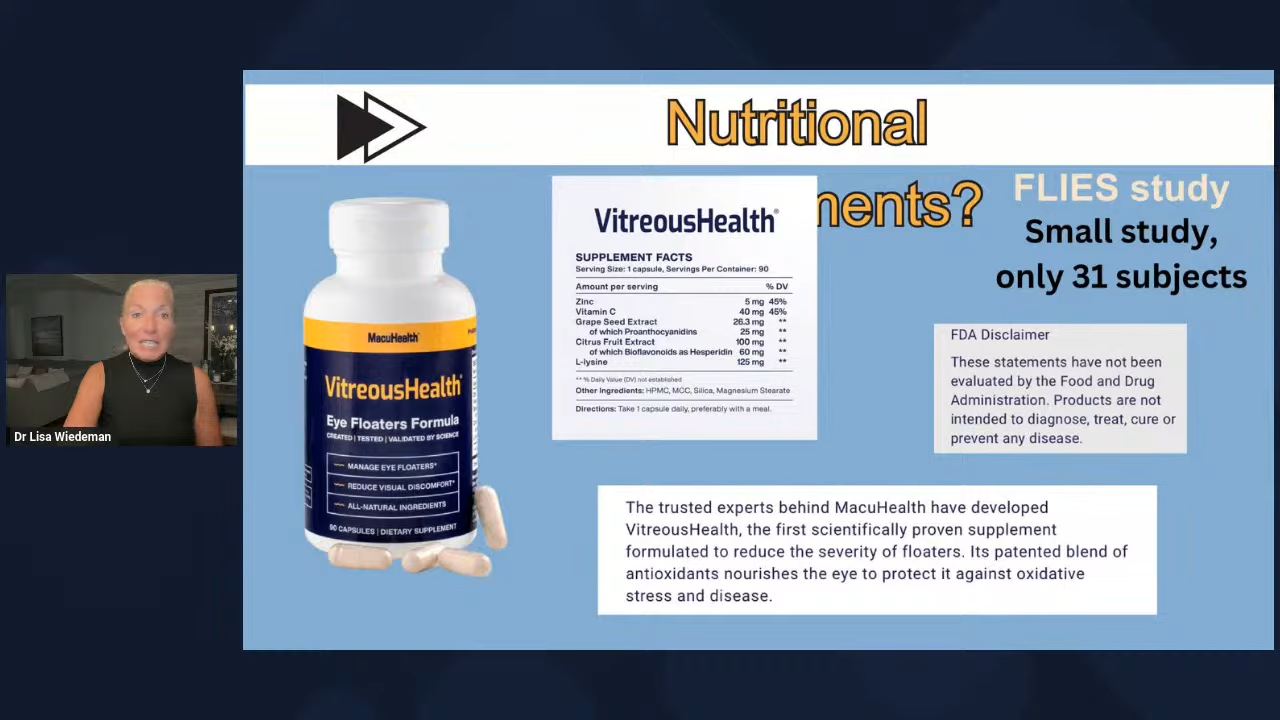 Nutritional
ments?
FLIES study
Small study,
only 31 subjects
MacuHealth
VitreousHealth
Eye Floaters Formula
CREATED | TESTED | VALIDATED BY SCIENCE
MANAGE EYE FLOATERS*
REDUCE VISUAL DISCOMFORT*
ALL-NATURAL INGREDIENTS
90 CAPSULES | DIETARY SUPPLEMENT
VitreousHealth®
SUPPLEMENT FACTS
Serving Size: 1 capsule, Servings Per Container: 90
Amount per serving % DV
Zinc 5 mg 45%
Vitamin C 40 mg 45%
Grape Seed Extract 26.3 mg **
of which Proanthocyanidins 25 mg **
Citrus Fruit Extract 100 mg **
of which Bioflavonoids as Hesperidin 60 mg **
L-lysine 125 mg **
** % Daily Value (DV) not established
Other Ingredients: HPMC, MCC, Silica, Magnesium Stearate
Directions: Take 1 capsule daily, preferably with a meal.
FDA Disclaimer
These statements have not been
evaluated by the Food and Drug
Administration. Products are not
intended to diagnose, treat, cure or
prevent any disease.
The trusted experts behind MacuHealth have developed
VitreousHealth, the first scientifically proven supplement
formulated to reduce the severity of floaters. Its patented blend of
antioxidants nourishes the eye to protect it against oxidative
stress and disease.
Dr Lisa Wiedeman